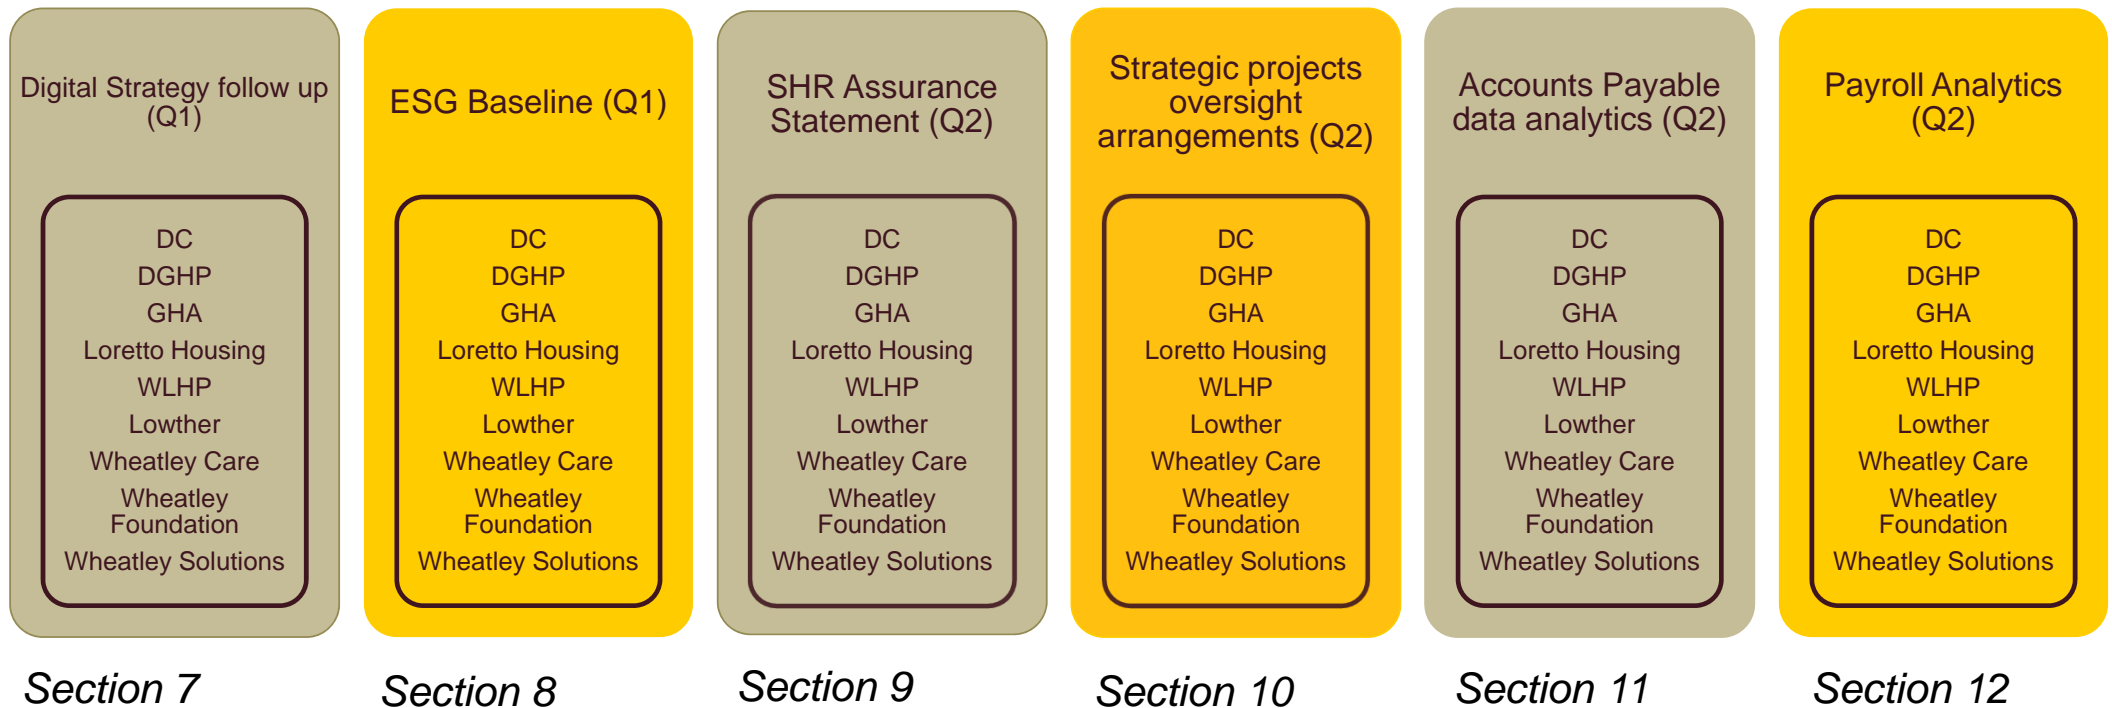 Digital Strategy follow up
(Q1)
DC
DGHP
GHA
Loretto Housing
WLHP
Lowther
Wheatley Care
Wheatley
Foundation
Wheatley Solutions
Section 7
ESG Baseline (Q1)
DC
DGHP
GHA
Loretto Housing
WLHP
Lowther
Wheatley Care
Wheatley
Foundation
Wheatley Solutions
Section 8
SHR Assurance
Statement (Q2)
DC
DGHP
GHA
Loretto Housing
WLHP
Lowther
Wheatley Care
Wheatley
Foundation
Wheatley Solutions
Section 9
Strategic projects
oversight
arrangements (Q2)
DC
DGHP
GHA
Loretto Housing
WLHP
Lowther
Wheatley Care
Wheatley
Foundation
Wheatley Solutions
Section 10
Accounts Payable
data analytics (Q2)
DC
DGHP
GHA
Loretto Housing
WLHP
Lowther
Wheatley Care
Wheatley
Foundation
Wheatley Solutions
Section 11
Payroll Analytics
(Q2)
DC
DGHP
GHA
Loretto Housing
WLHP
Lowther
Wheatley Care
Wheatley
Foundation
Wheatley Solutions
Section 12